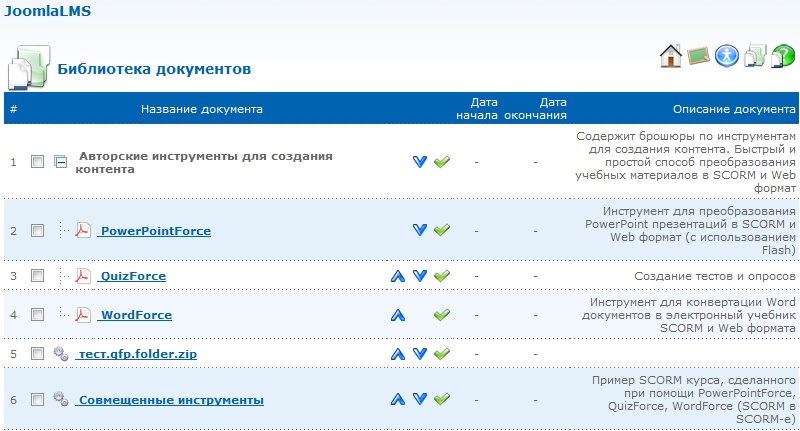 JoomlaLMS
Библиотека документов
# Название документа Дата начала Дата окончания Описание документа
1 Авторские инструменты для создания контента - - Содержит брошюры по инструментам для создания контента. Быстрый и простой способ преобразования учебных материалов в SCORM и Web формат
2 PowerPointForce - - Инструмент для преобразования PowerPoint презентаций в SCORM и Web формат (с использованием Flash)
3 QuizForce - - Создание тестов и опросов
4 WordForce - - Инструмент для конвертации Word документов в электронный учебник SCORM и Web формата
5 тест.qfp.folder.zip - -
6 Совмещенные инструменты - - Пример SCORM курса, сделанного при помощи PowerPointForce, QuizForce, WordForce (SCORM в SCORM-е)